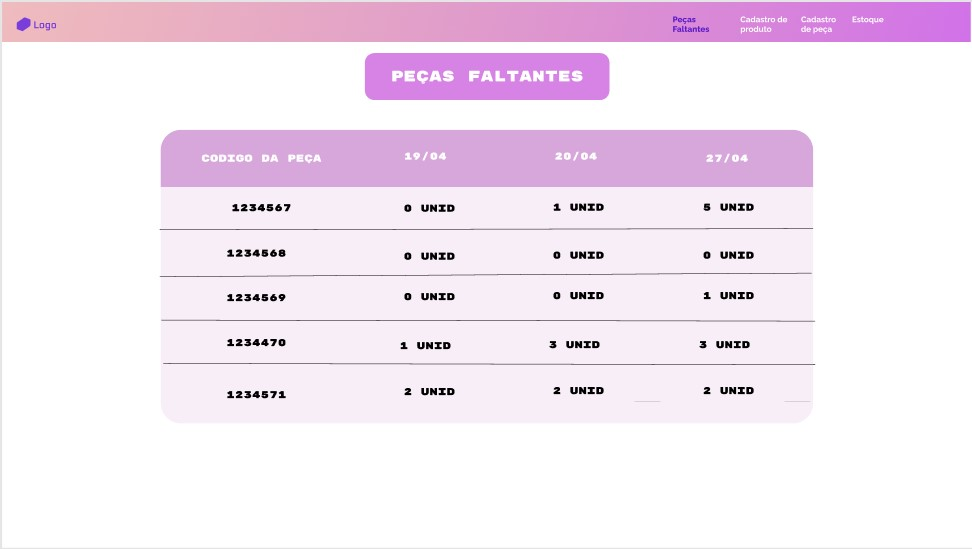 Logo
Peças Faltantes
Cadastro de produto
Cadastro de peça
Estoque
PEÇAS FALTANTES
CODIGO DA PEÇA 19/04 20/04 27/04
1234567 0 UNID 1 UNID 5 UNID
1234568 0 UNID 0 UNID 0 UNID
1234569 0 UNID 0 UNID 1 UNID
1234470 1 UNID 3 UNID 3 UNID
1234571 2 UNID 2 UNID 2 UNID